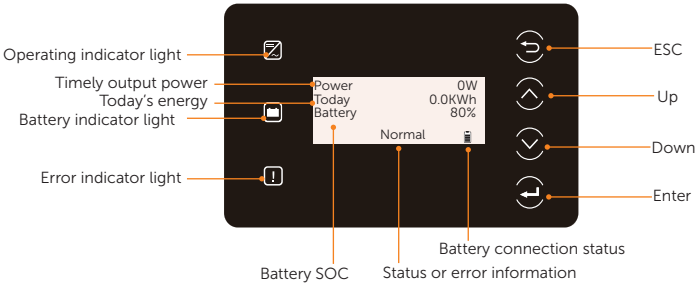 Operating indicator light
Timely output power
Today's energy
Battery indicator light
Error indicator light
Power 0W
Today 0.0KWh
Battery 80%
Normal
ESC
Up
Down
Enter
Battery connection status
Battery SOC
Status or error information